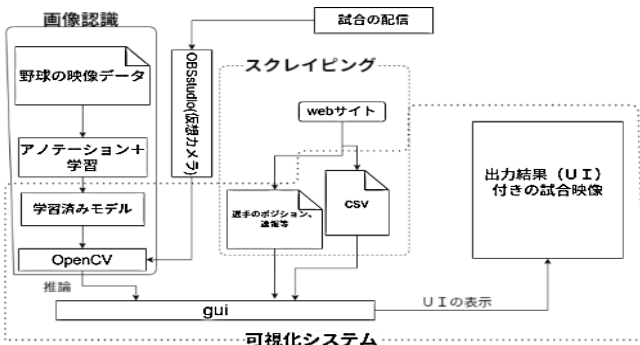 画像認識
試合の配信
野球の映像データ
OBSstudio(仮想カメラ)
スクレイピング
webサイト
アノテーション＋
学習
出力結果（ＵＩ）
付きの試合映像
学習済みモデル
選手のポジション、
速報等
CSV
OpenCV
推論
gui
ＵＩの表示
可視化システム